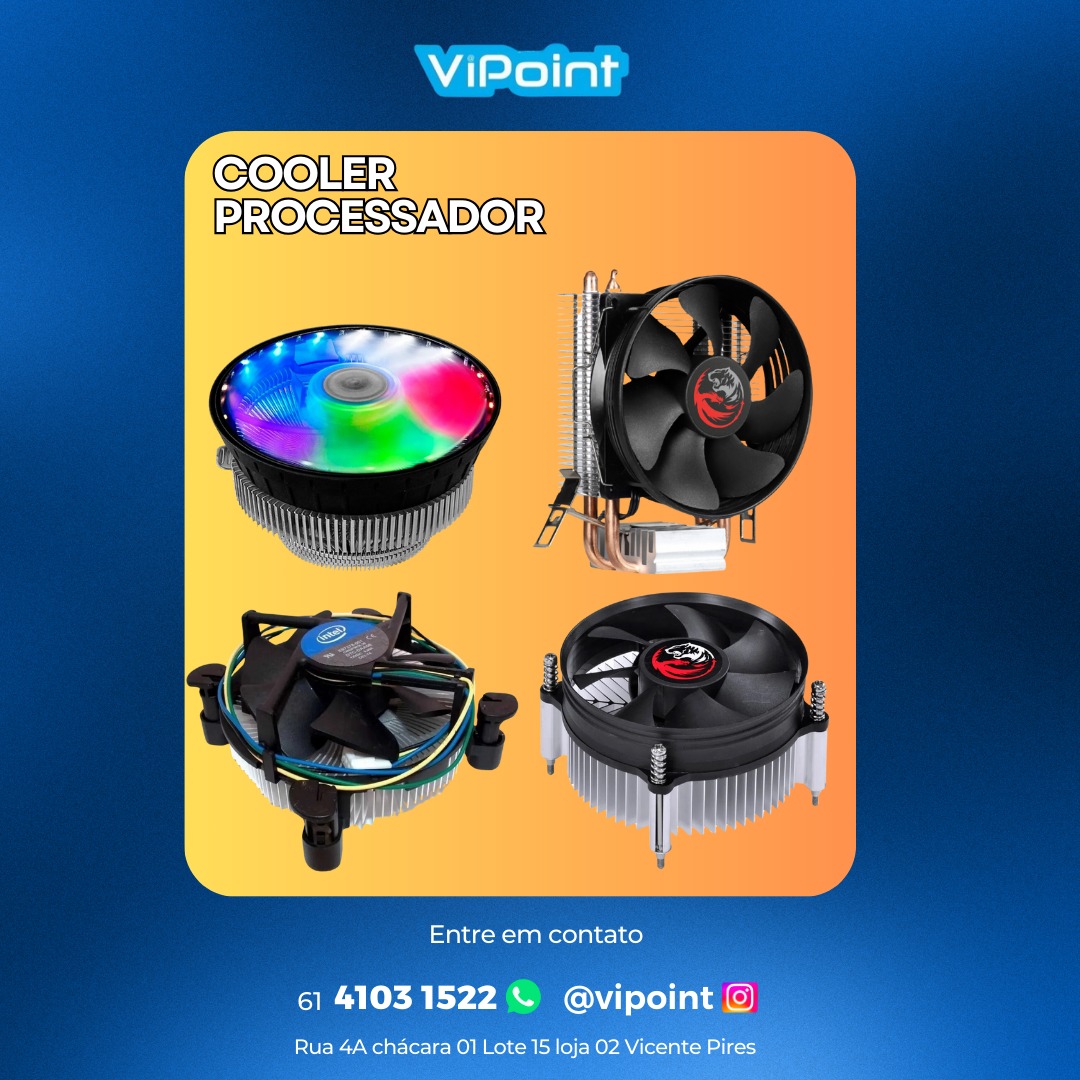 ViPoint
COOLER
PROCESSADOR
intel
Entre em contato
61 4103 1522 @vipoint
Rua 4A chácara 01 Lote 15 loja 02 Vicente Pires